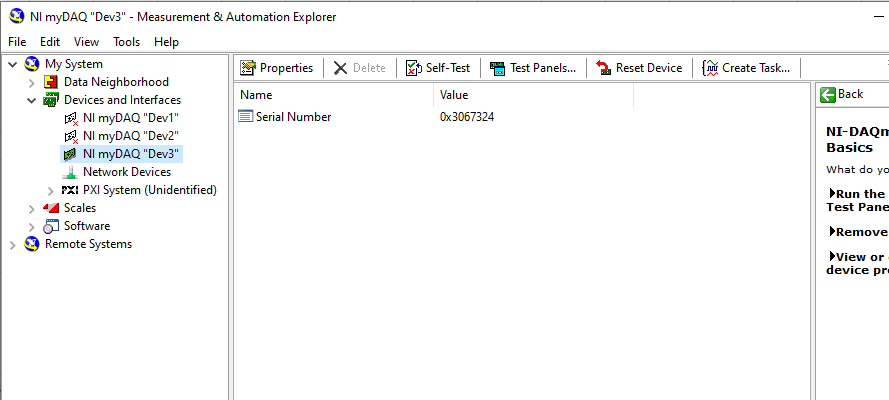 NI myDAQ "Dev3" - Measurement & Automation Explorer
File Edit View Tools Help
My System
Data Neighborhood
Devices and Interfaces
NI myDAQ "Dev1"
NI myDAQ "Dev2"
NI myDAQ "Dev3"
Network Devices
PXI PXI System (Unidentified)
Scales
Software
Remote Systems
Properties Delete Self-Test Test Panels... Reset Device Create Task...
Name Value
Serial Number 0x3067324
Back
NI-DAQm
Basics
What do yo
Run the
Test Pane
Remove
View or
device pro